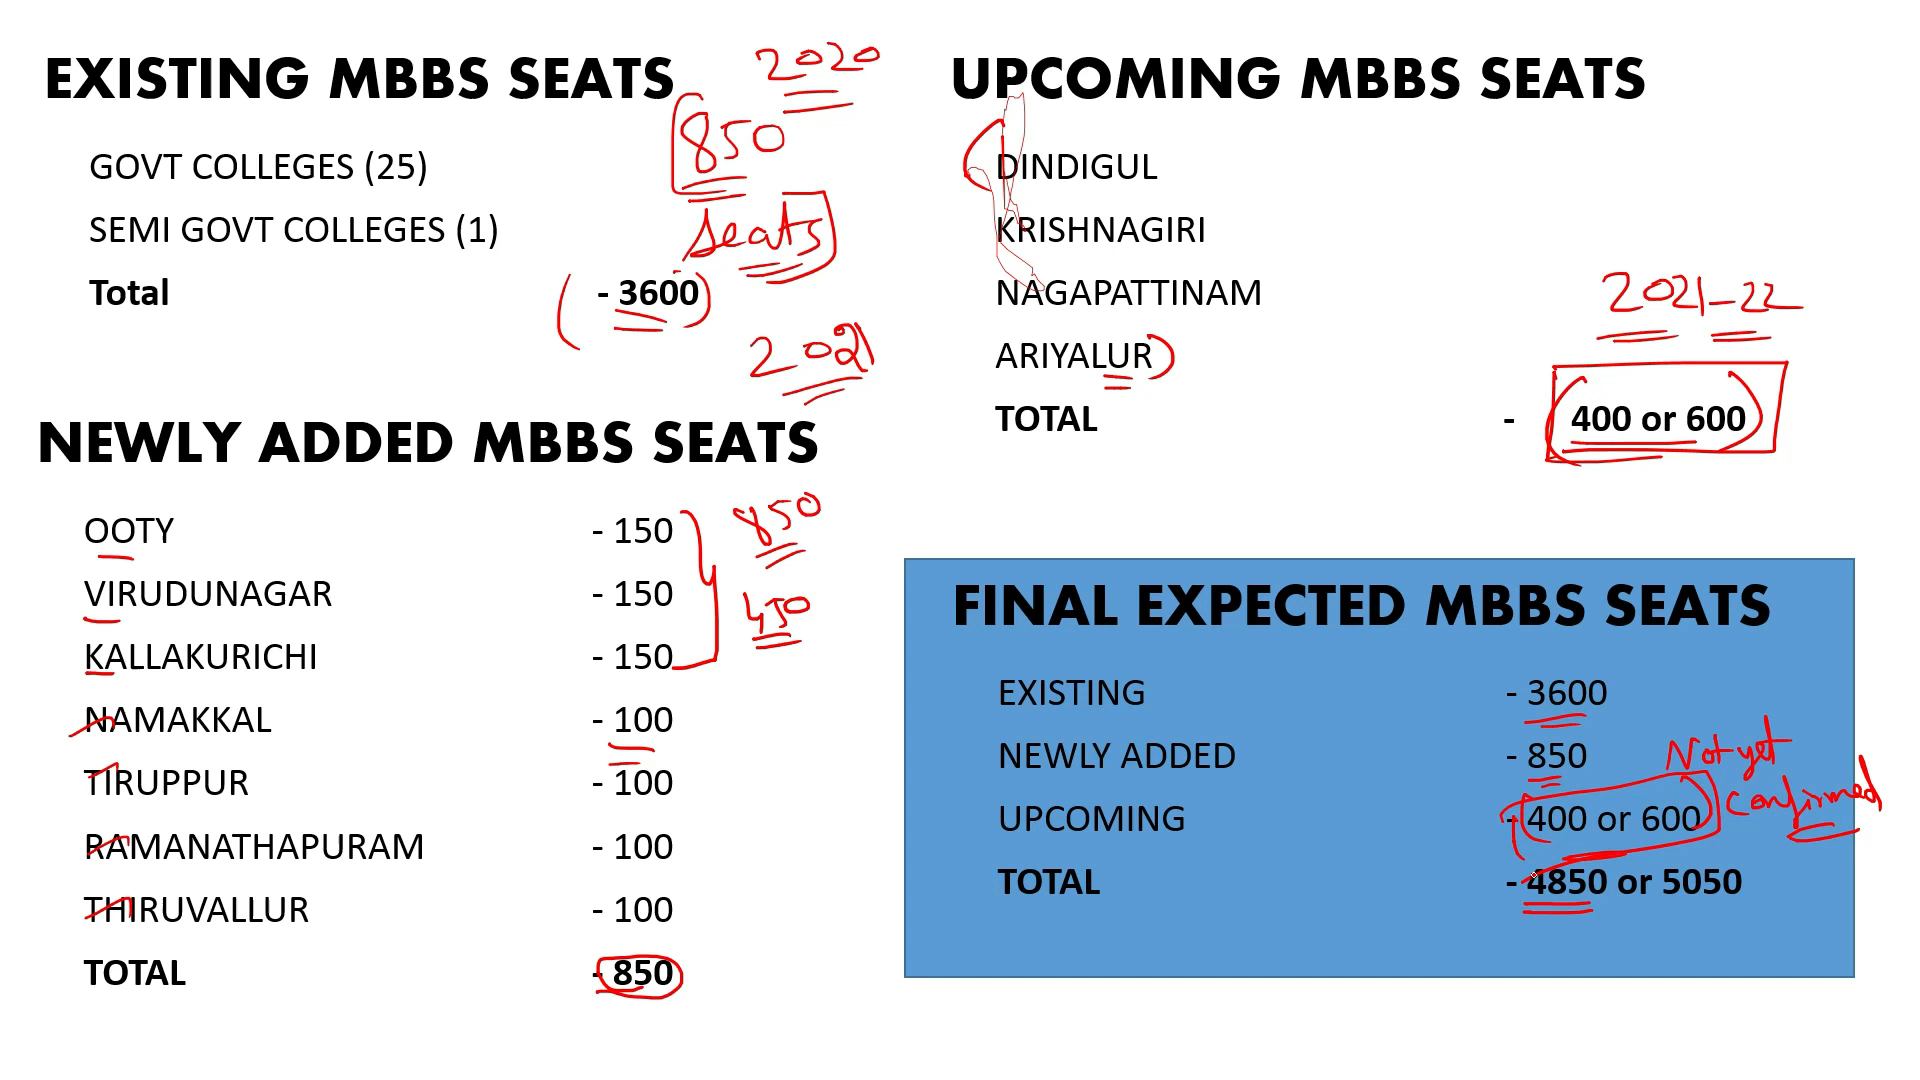 EXISTING MBBS SEATS
2020
GOVT COLLEGES (25)
850
SEMI GOVT COLLEGES (1)
Seats
Total - 3600
2021
NEWLY ADDED MBBS SEATS
OOTY - 150
850
VIRUDUNAGAR - 150
450
KALLAKURICHI - 150
NAMAKKAL - 100
TIRUPPUR - 100
RAMANATHAPURAM - 100
THIRUVALLUR - 100
TOTAL - 850
UPCOMING MBBS SEATS
DINDIGUL
KRISHNAGIRI
NAGAPATTINAM
2021-22
ARIYALUR
TOTAL - 400 or 600
FINAL EXPECTED MBBS SEATS
EXISTING - 3600
NEWLY ADDED - 850
Not yet
confirmed
UPCOMING - 400 or 600
TOTAL - 4850 or 5050